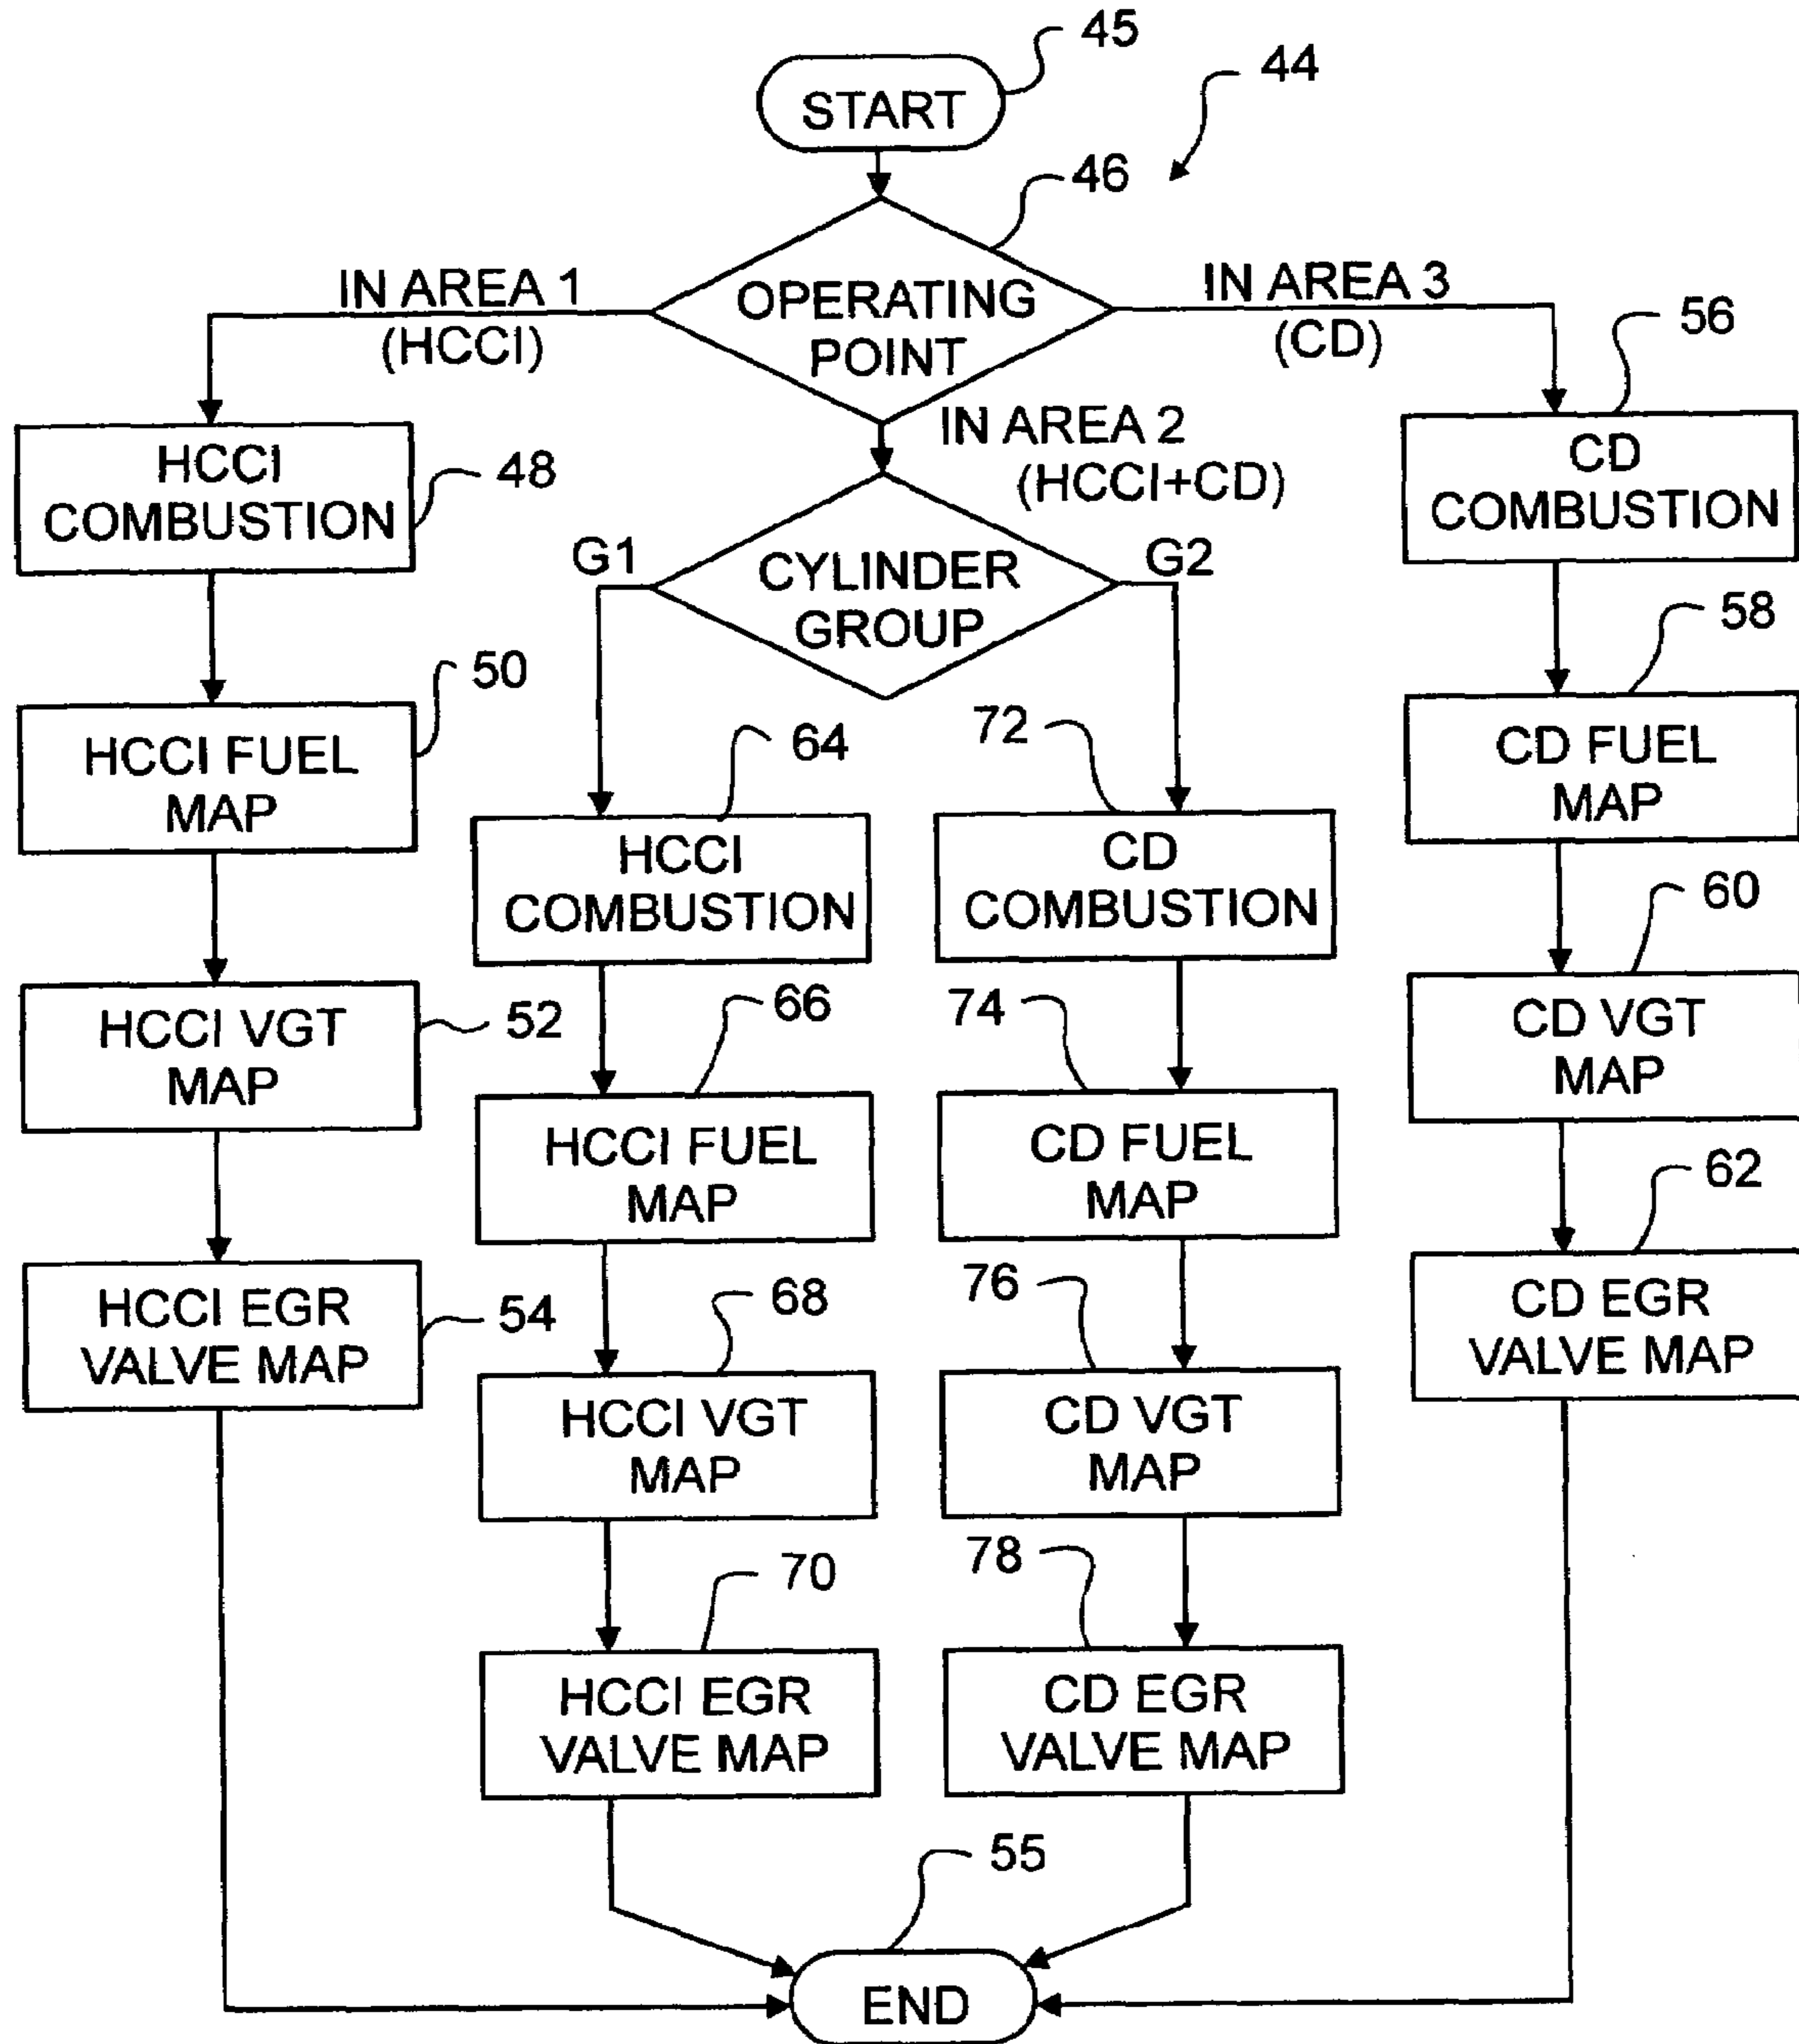 45
START
44
46
IN AREA 1
(HCCI)
OPERATING
POINT
IN AREA 3
(CD)
56
IN AREA 2
(HCCI+CD)
HCCI
COMBUSTION
48
CD
COMBUSTION
G1
CYLINDER
GROUP
G2
58
50
HCCI FUEL
MAP
CD FUEL
MAP
64
HCCI
COMBUSTION
72
CD
COMBUSTION
60
HCCI VGT
MAP
52
CD VGT
MAP
66
HCCI FUEL
MAP
74
CD FUEL
MAP
62
HCCI EGR
VALVE MAP
54
CD EGR
VALVE MAP
68
HCCI VGT
MAP
76
CD VGT
MAP
70
HCCI EGR
VALVE MAP
78
CD EGR
VALVE MAP
55
END